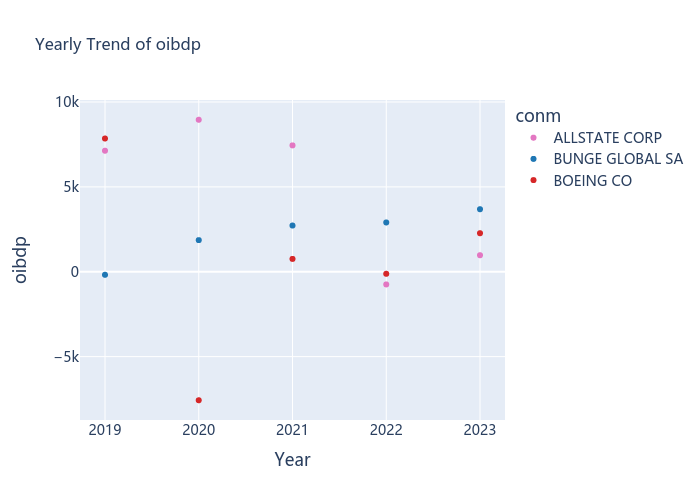 Yearly Trend of oibdp
10k
5k
0
−5k
oibdp
2019 2020 2021 2022 2023
Year
conm
ALLSTATE CORP
BUNGE GLOBAL SA
BOEING CO